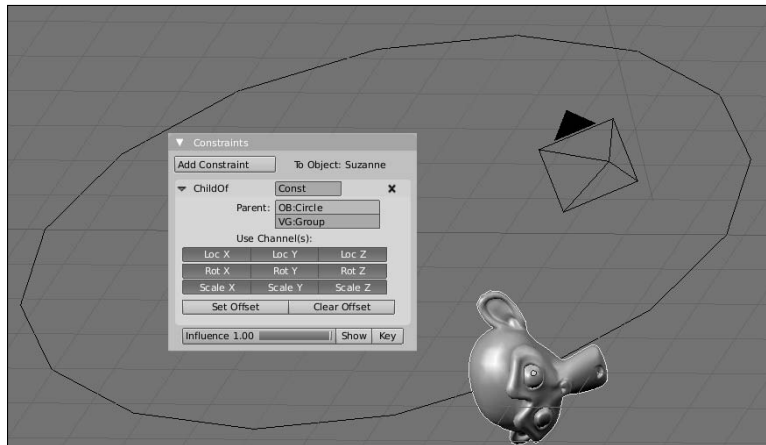 Constraints
Add Constraint To Object: Suzanne
ChildOf Const
Parent: OB:Circle
VG:Group
Use Channel(s):
Loc X Loc Y Loc Z
Rot X Rot Y Rot Z
Scale X Scale Y Scale Z
Set Offset Clear Offset
Influence 1.00 Show Key